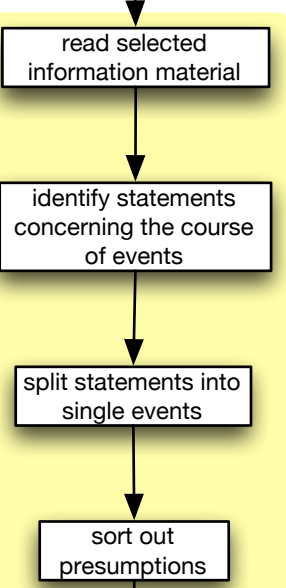 read selected
information material
identify statements
concerning the course
of events
split statements into
single events
sort out
presumptions